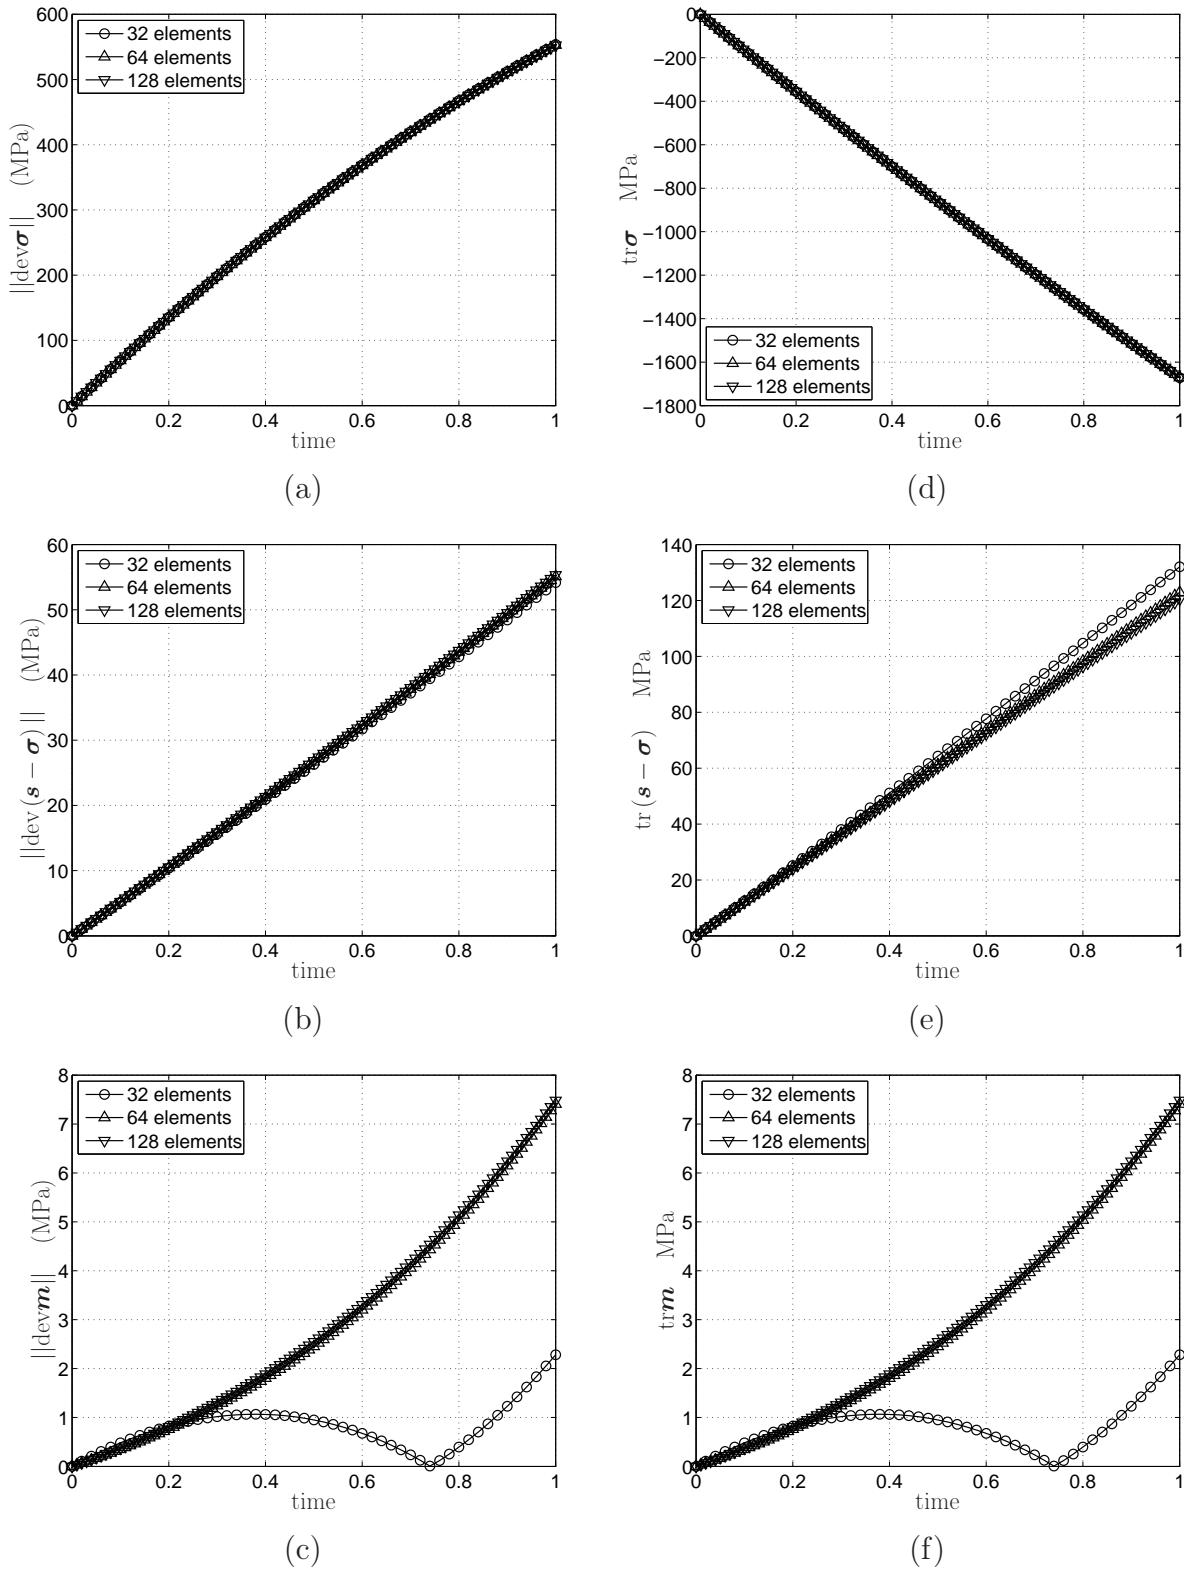 600
500
400
300
200
100
0
32 elements
64 elements
128 elements
||dev𝝈|| (MPa)
0 0.2 0.4 0.6 0.8 1
time
(a)
0
−200
−400
−600
−800
−1000
−1200
−1400
−1600
−1800
32 elements
64 elements
128 elements
tr𝝈 MPa
0 0.2 0.4 0.6 0.8 1
time
(d)
60
50
40
30
20
10
0
32 elements
64 elements
128 elements
||dev (𝒔 − 𝝈) || (MPa)
0 0.2 0.4 0.6 0.8 1
time
(b)
140
120
100
80
60
40
20
0
32 elements
64 elements
128 elements
tr (𝒔 − 𝝈) MPa
0 0.2 0.4 0.6 0.8 1
time
(e)
8
7
6
5
4
3
2
1
0
32 elements
64 elements
128 elements
||dev𝒎|| (MPa)
0 0.2 0.4 0.6 0.8 1
time
(c)
8
7
6
5
4
3
2
1
0
32 elements
64 elements
128 elements
tr𝒎 MPa
0 0.2 0.4 0.6 0.8 1
time
(f)